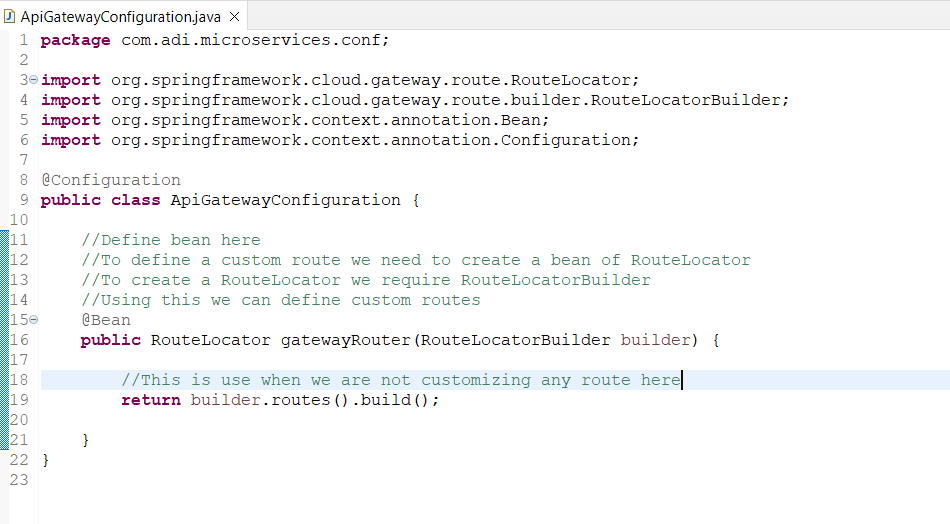 ApiGatewayConfiguration.java
1 package com.adi.microservices.conf;
2
3 import org.springframework.cloud.gateway.route.RouteLocator;
4 import org.springframework.cloud.gateway.route.builder.RouteLocatorBuilder;
5 import org.springframework.context.annotation.Bean;
6 import org.springframework.context.annotation.Configuration;
7
8 @Configuration
9 public class ApiGatewayConfiguration {
10
11     //Define bean here
12     //To define a custom route we need to create a bean of RouteLocator
13     //To create a RouteLocator we require RouteLocatorBuilder
14     //Using this we can define custom routes
15     @Bean
16     public RouteLocator gatewayRouter(RouteLocatorBuilder builder) {
17
18         //This is use when we are not customizing any route here
19         return builder.routes().build();
20
21     }
22 }
23